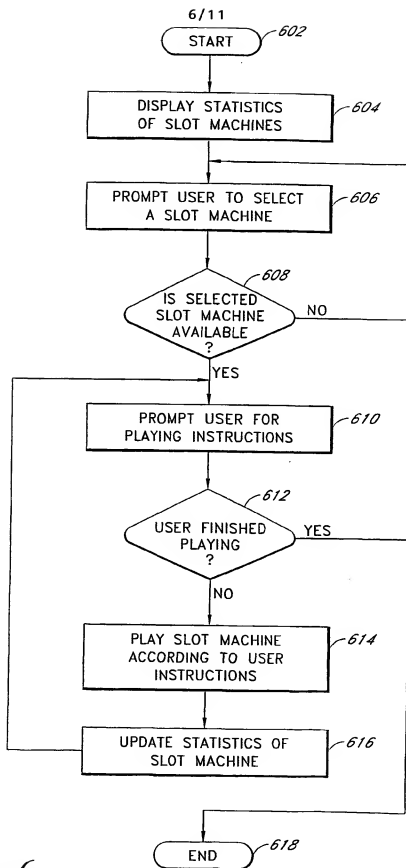 6/11
START
602
DISPLAY STATISTICS
OF SLOT MACHINES
604
PROMPT USER TO SELECT
A SLOT MACHINE
606
608
IS SELECTED
SLOT MACHINE
AVAILABLE
?
NO
YES
PROMPT USER FOR
PLAYING INSTRUCTIONS
610
612
USER FINISHED
PLAYING
?
YES
NO
PLAY SLOT MACHINE
ACCORDING TO USER
INSTRUCTIONS
614
UPDATE STATISTICS OF
SLOT MACHINE
616
END
618